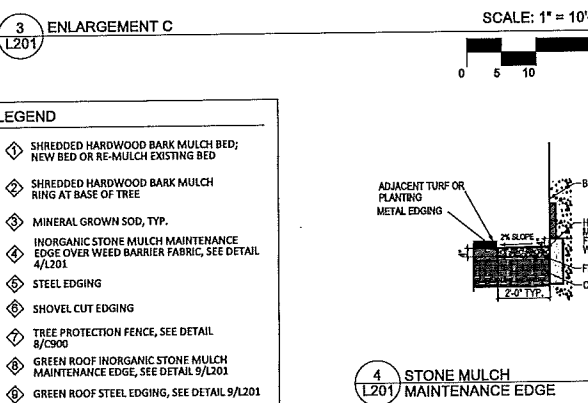 3
L201
ENLARGEMENT C
SCALE: 1" = 10'
0 5 10
LEGEND
1 SHREDDED HARDWOOD BARK MULCH BED;
NEW BED OR RE-MULCH EXISTING BED
2 SHREDDED HARDWOOD BARK MULCH
RING AT BASE OF TREE
3 MINERAL GROWN SOD, TYP.
4 INORGANIC STONE MULCH MAINTENANCE
EDGE OVER WEED BARRIER FABRIC, SEE DETAIL
4/L201
5 STEEL EDGING
6 SHOVEL CUT EDGING
7 TREE PROTECTION FENCE, SEE DETAIL
8/C900
8 GREEN ROOF INORGANIC STONE MULCH
MAINTENANCE EDGE, SEE DETAIL 9/L201
9 GREEN ROOF STEEL EDGING, SEE DETAIL 9/L201
ADJACENT TURF OR
PLANTING
METAL EDGING
2% SLOPE
2'-0" TYP.
B
W
F
4
L201
STONE MULCH
MAINTENANCE EDGE